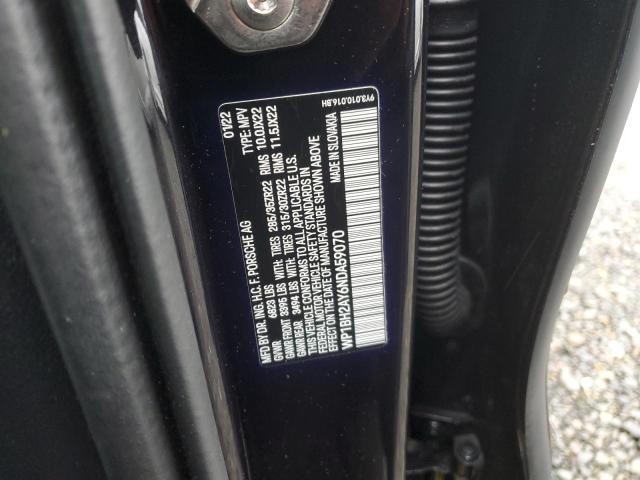 MFD BY DR. ING. H.C. F. PORSCHE AG 01/22
GVWR 6823 LBS TYPE: MPV
GAWR FRONT 3395 LBS WITH: TIRES 285/35ZR22 RIMS 10.0JX22
GAWR REAR 3494 LBS WITH: TIRES 315/30ZR22 RIMS 11.5JX22
THIS VEHICLE CONFORMS TO ALL APPLICABLE U.S.
FEDERAL MOTOR VEHICLE SAFETY STANDARDS IN
EFFECT ON THE DATE OF MANUFACTURE SHOWN ABOVE
WP1BH2AY6NDA59070 MADE IN SLOVAKIA
9Y3.010.016.BH